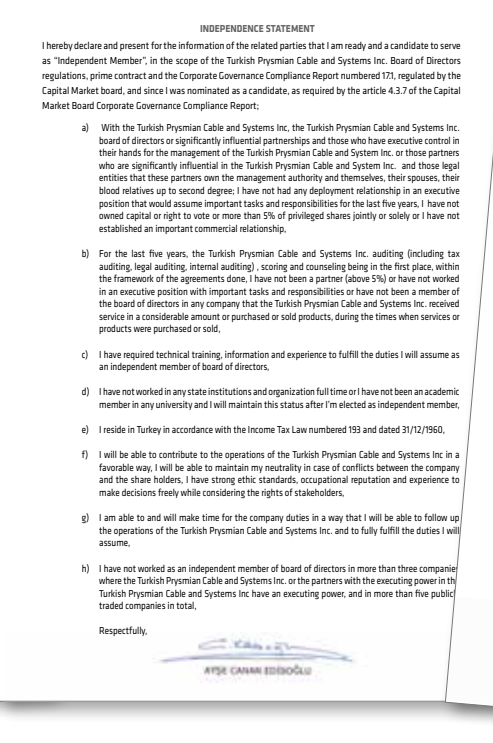 INDEPENDENCE STATEMENT
I hereby declare and present for the information of the related parties that I am ready and a candidate to serve
as "Independent Member", in the scope of the Turkish Prysmian Cable and Systems Inc. Board of Directors
regulations, prime contract and the Corporate Governance Compliance Report numbered 17.1, regulated by the
Capital Market board, and since I was nominated as a candidate, as required by the article 4.3.7 of the Capital
Market Board Corporate Governance Compliance Report;
a) With the Turkish Prysmian Cable and Systems Inc, the Turkish Prysmian Cable and Systems Inc.
board of directors or significantly influential partnerships and those who have executive control in
their hands for the management of the Turkish Cable and System Inc. or those partners
who are significantly influential in the Turkish Cable and System Inc. and those legal
entities that these partners own the management authority and themselves, their spouses, their
blood relatives up to second degree; I have not had any deployment relationship in an executive
position that would assume important tasks and responsibilities for the last five years, I have not
owned capital or right to vote or more than 5% of privileged shares jointly or solely or I have not
established an important commercial relationship,
b) For the last five years, the Turkish Prysmian Cable and Systems Inc. auditing (including tax
auditing, legal auditing, internal auditing) , scoring and counseling being in the first place, within
the framework of the agreements done, I have not been a partner (above 5%) or have not worked
in an executive position with important tasks and responsibilities or have not been a member of
the board of directors in any company that the Turkish Prysmian Cable and Systems Inc. received
service in a considerable amount or purchased or sold products, during the times when services or
products were purchased or sold,
c) I have required technical training, information and experience to fulfill the duties I will assume as
an independent member of board of directors,
d) I have not worked in any state institutions and organization full time or I have not been an academic
member in any university and I will maintain this status after I'm elected as independent member,
e) I reside in Turkey in accordance with the Income Tax Law numbered 193 and dated 31/12/1960,
f) I will be able to contribute to the operations of the Turkish Prysmian Cable and Systems Inc in a
favorable way, I will be able to maintain my neutrality in case of conflicts between the company
and the share holders, I have strong ethic standards, occupational reputation and experience to
make decisions freely while considering the rights of stakeholders,
g) I am able to and will make time for the company duties in a way that I will be able to follow up
the operations of the Turkish Prysmian Cable and Systems Inc. and to fully fulfill the duties I will
assume,
h) I have not worked as an independent member of board of directors in more than three companies
where the Turkish Prysmian Cable and Systems Inc. or the partners with the executing power in th
Turkish Prysmian Cable and Systems Inc have an executing power, and in more than five public
traded companies in total,
Respectfully,
AYŞE CANAN EDİBOĞLU